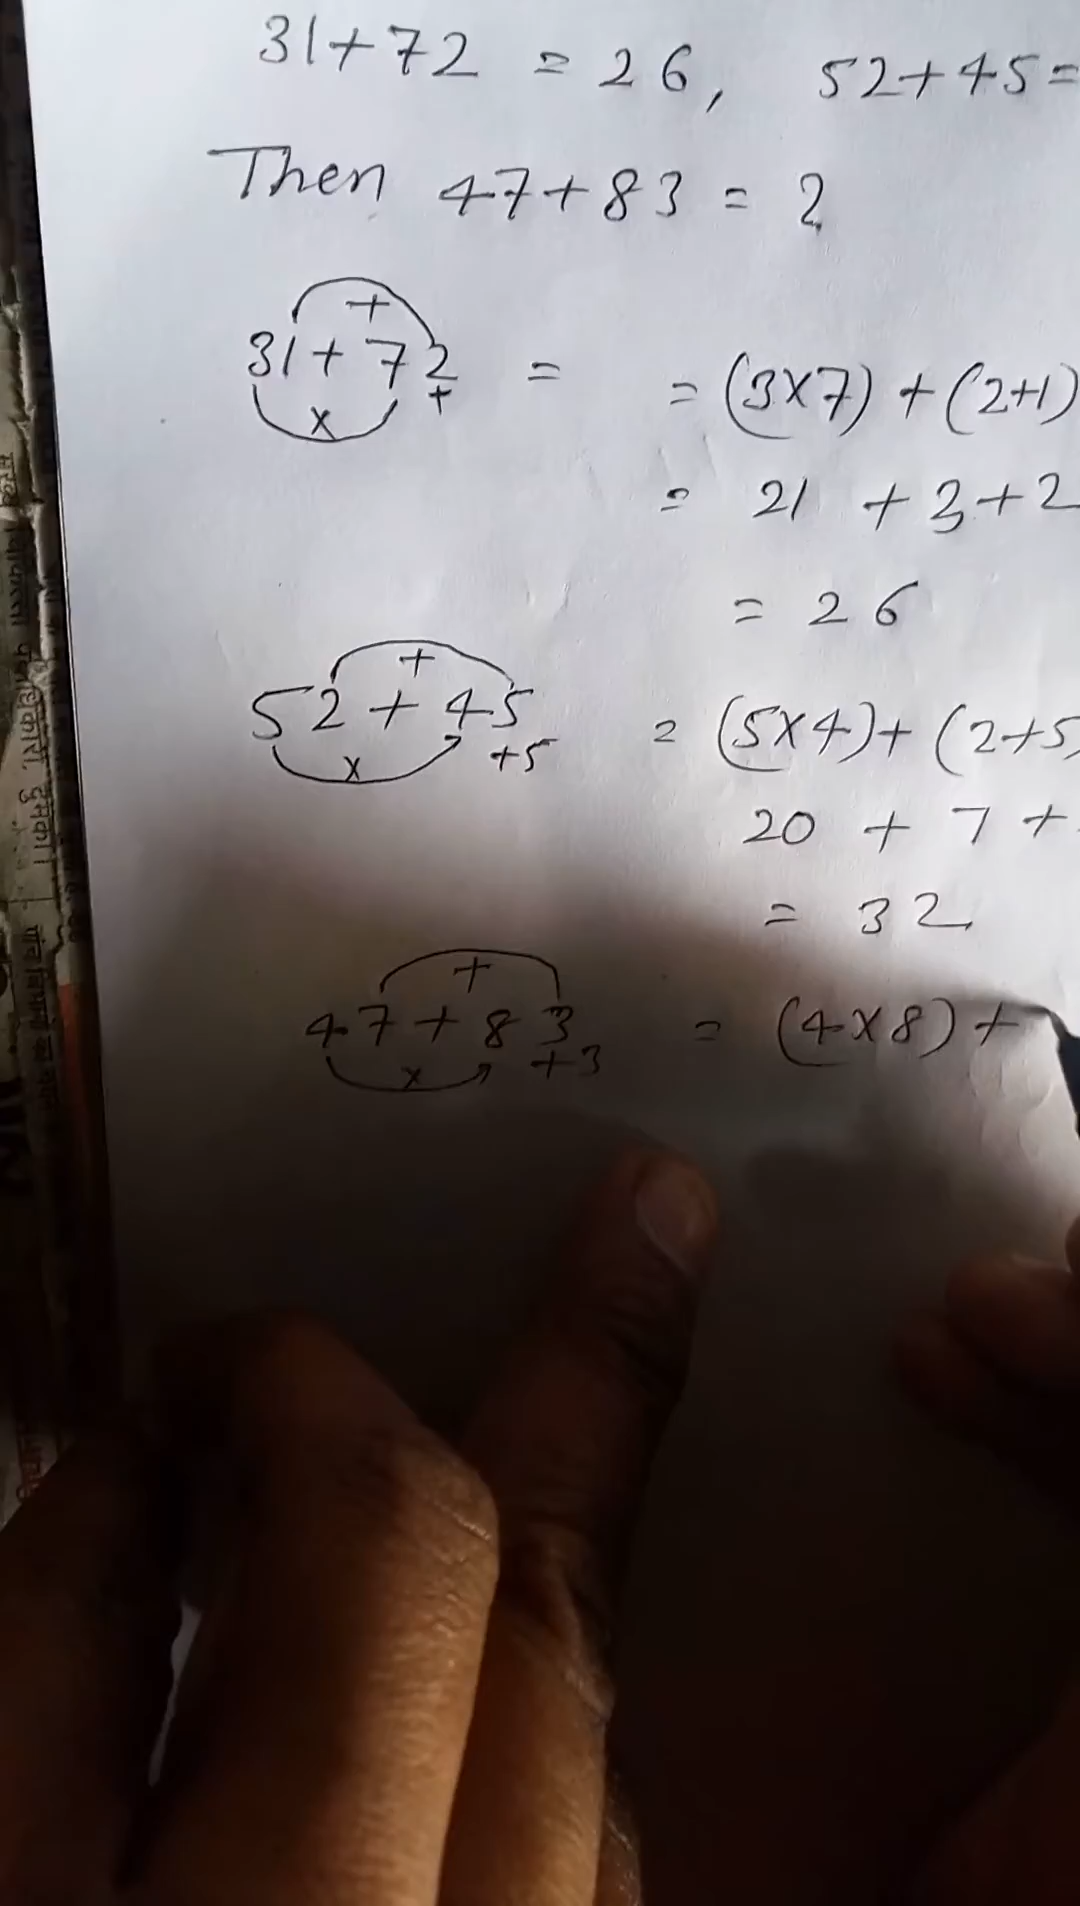 31+72 = 26, 52+45=
Then 47+83 = ?
+
31+72 = = (3×7)+(2+1)
× +
= 21 +3+2
= 26
+
52+45 = (5×4)+(2+5)
× +5
20 + 7 +
= 32
+
47+83 = (4×8)+
× +3